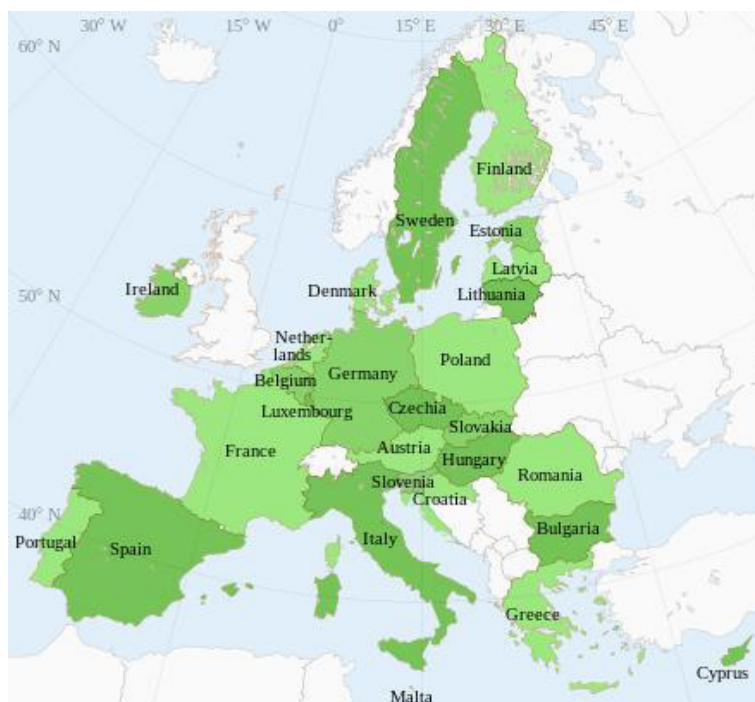 30° W
15° W
0°
15° E
30° E
45° E
60° N
Finland
Sweden
Estonia
Latvia
Ireland
Denmark
Lithuania
50° N
Nether-
lands
Poland
Belgium
Germany
Luxembourg
Czechia
Slovakia
France
Austria
Hungary
Romania
Slovenia
Croatia
40° N
Portugal
Spain
Italy
Bulgaria
Greece
Cyprus
Malta